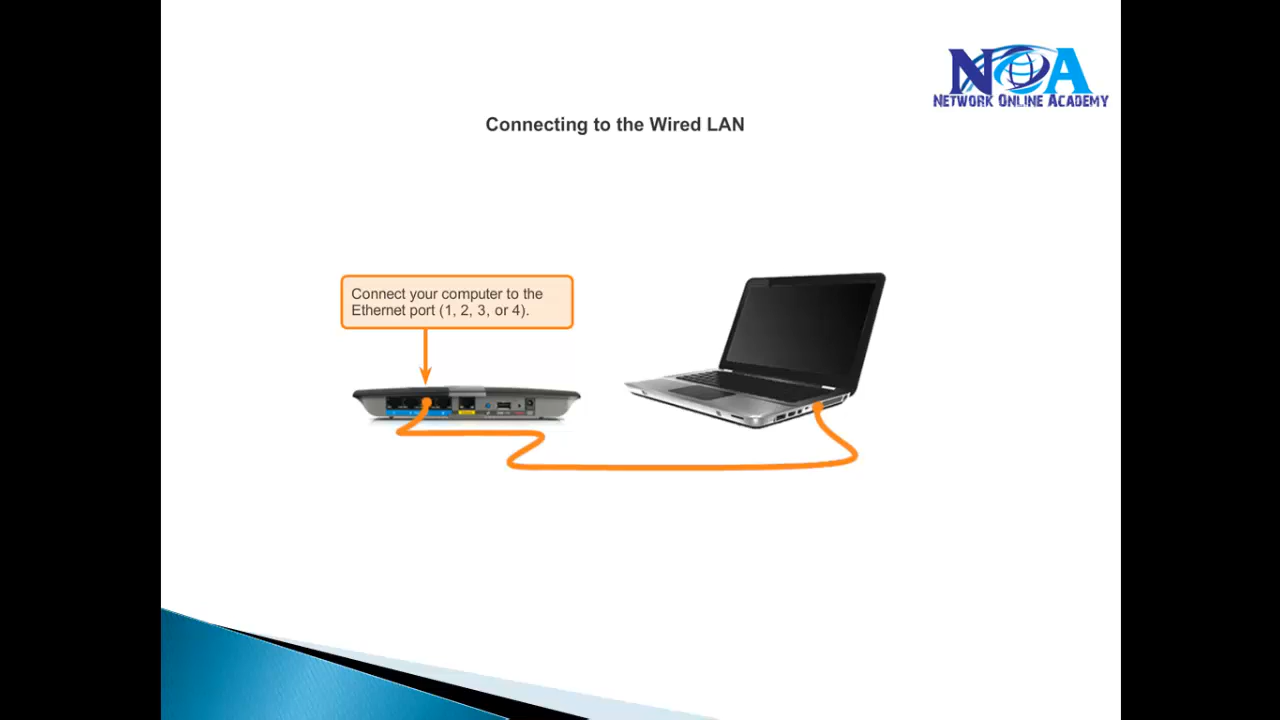 NOA
NETWORK ONLINE ACADEMY
Connecting to the Wired LAN
Connect your computer to the
Ethernet port (1, 2, 3, or 4).